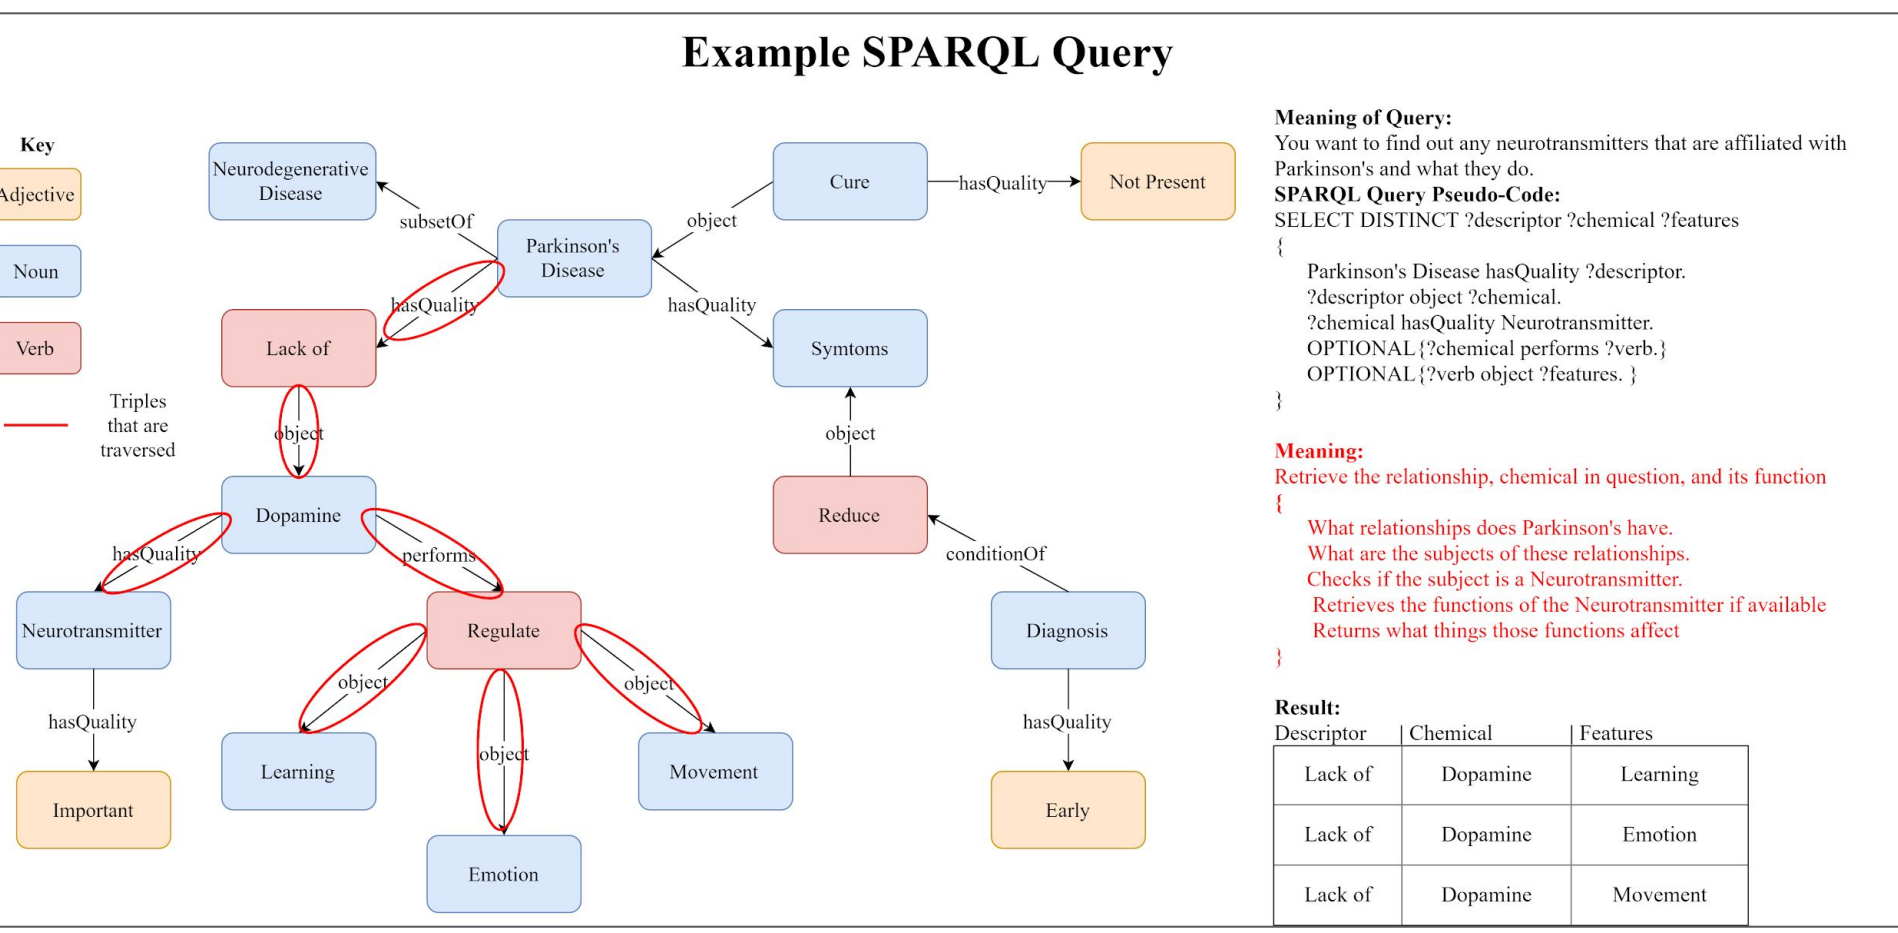 Example SPARQL Query
Key
Adjective
Noun
Verb
Triples
that are
traversed
Neurodegenerative
Disease
subsetOf
Parkinson's
Disease
object
Cure
hasQuality
Not Present
hasQuality
hasQuality
Lack of
Symtoms
object
object
Dopamine
Reduce
hasQuality
performs
conditionOf
Neurotransmitter
Regulate
Diagnosis
object
object
hasQuality
object
hasQuality
Learning
Movement
Important
Early
Emotion
Meaning of Query:
You want to find out any neurotransmitters that are affiliated with
Parkinson's and what they do.
SPARQL Query Pseudo-Code:
SELECT DISTINCT ?descriptor ?chemical ?features
{
Parkinson's Disease hasQuality ?descriptor.
?descriptor object ?chemical.
?chemical hasQuality Neurotransmitter.
OPTIONAL{?chemical performs ?verb.}
OPTIONAL{?verb object ?features. }
}
Meaning:
Retrieve the relationship, chemical in question, and its function
{
What relationships does Parkinson's have.
What are the subjects of these relationships.
Checks if the subject is a Neurotransmitter.
Retrieves the functions of the Neurotransmitter if available
Returns what things those functions affect
}
Result:
Descriptor | Chemical | Features
Lack of Dopamine Learning
Lack of Dopamine Emotion
Lack of Dopamine Movement